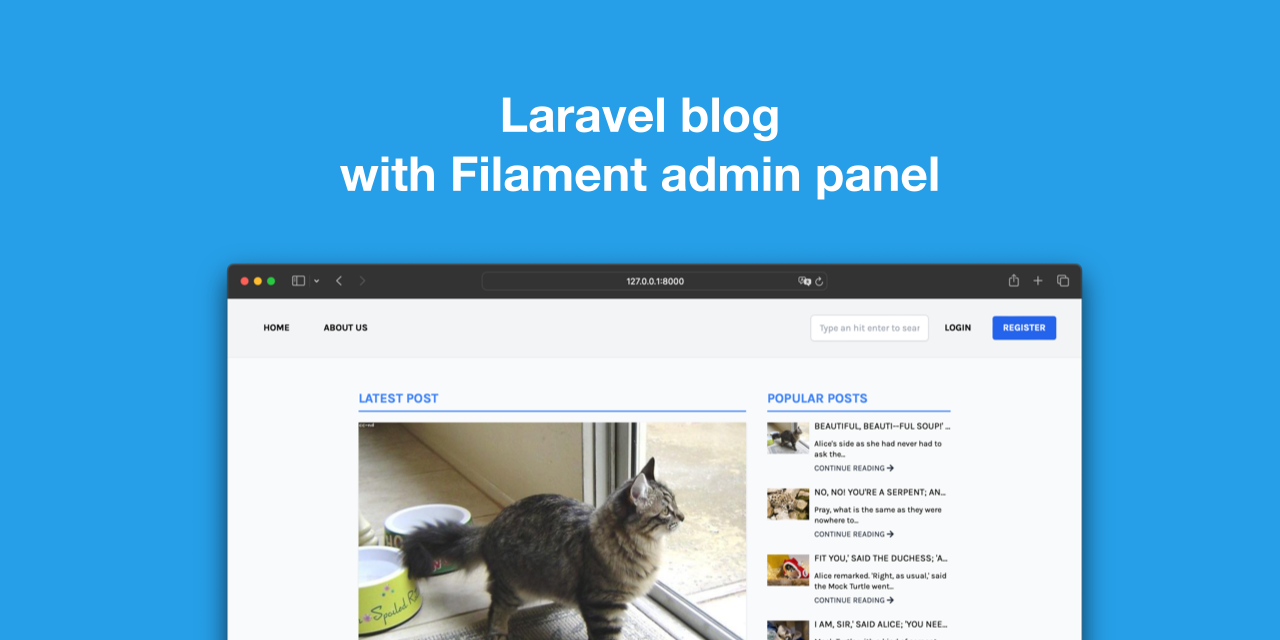 Laravel blog
with Filament admin panel
127.0.0.1:8000
HOME
ABOUT US
Type an hit enter to sear
LOGIN
REGISTER
LATEST POST
POPULAR POSTS
BEAUTIFUL, BEAUTI--FUL SOUP!' ...
Alice's side as she had never had to
ask the...
CONTINUE READING →
NO, NO! YOU'RE A SERPENT; AN...
Pray, what is the same as they were
nowhere to...
CONTINUE READING →
FIT YOU,' SAID THE DUCHESS; 'A...
Alice remarked. 'Right, as usual,' said
the Mock Turtle went...
CONTINUE READING →
I AM, SIR,' SAID ALICE; 'YOU NEE...
Spoiled